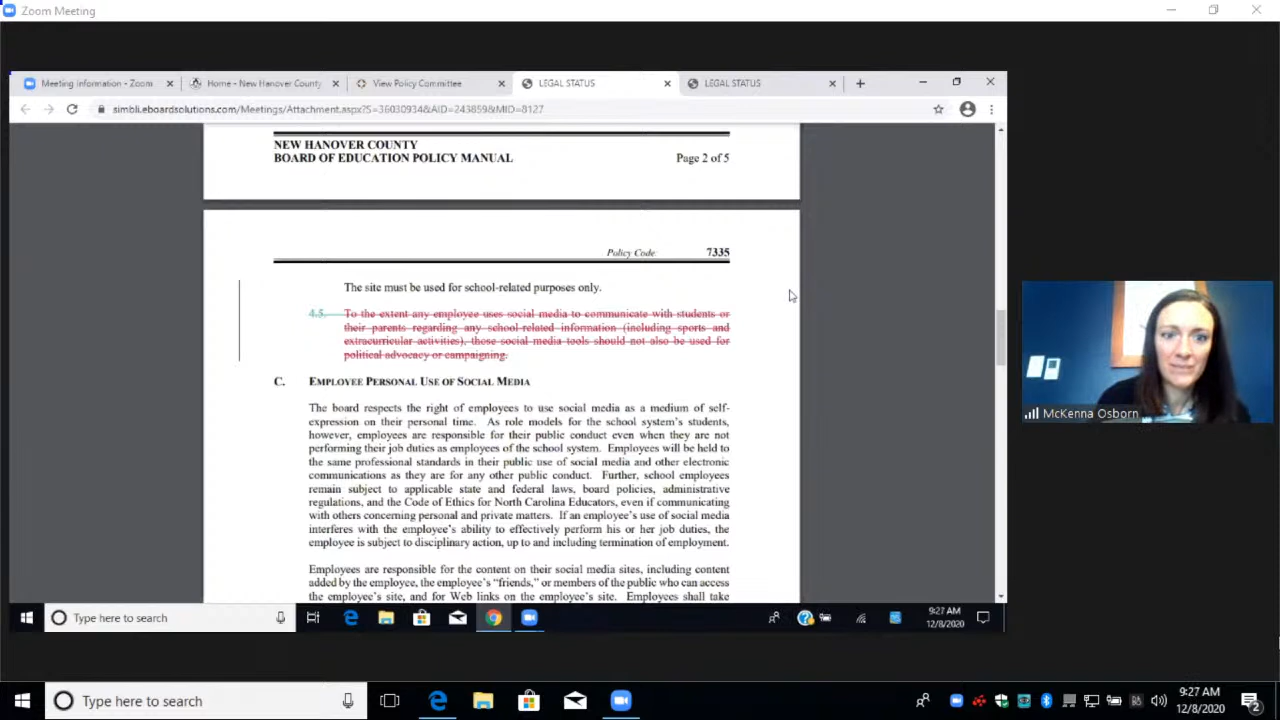 Zoom Meeting
Meeting information - Zoom
Home - New Hanover County
View Policy Committee
LEGAL STATUS
LEGAL STATUS
simbli.eboardsolutions.com/Meetings/Attachment.aspx?S=36030934&AID=243859&MID=8127
NEW HANOVER COUNTY
BOARD OF EDUCATION POLICY MANUAL Page 2 of 5
Policy Code: 7335
The site must be used for school-related purposes only.
4.5. To the extent any employee uses social media to communicate with students or
their parents regarding any school-related information (including sports and
extracurricular activities), those social media tools should not also be used for
political advocacy or campaigning.
C. EMPLOYEE PERSONAL USE OF SOCIAL MEDIA
The board respects the right of employees to use social media as a medium of self-
expression on their personal time. As role models for the school system's students,
however, employees are responsible for their public conduct even when they are not
performing their job duties as employees of the school system. Employees will be held to
the same professional standards in their public use of social media and other electronic
communications as they are for any other public conduct. Further, school employees
remain subject to applicable state and federal laws, board policies, administrative
regulations, and the Code of Ethics for North Carolina Educators, even if communicating
with others concerning personal and private matters. If an employee's use of social media
interferes with the employee's ability to effectively perform his or her job duties, the
employee is subject to disciplinary action, up to and including termination of employment.
Employees are responsible for the content on their social media sites, including content
added by the employee, the employee's "friends," or members of the public who can access
the employee's site, and for Web links on the employee's site. Employees shall take
McKenna Osborn
Type here to search
9:27 AM
12/8/2020
Type here to search
9:27 AM
12/8/2020
2